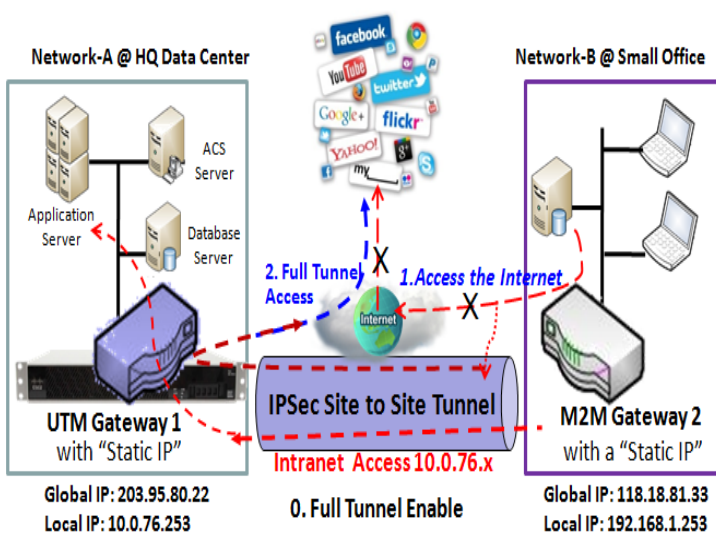 Network-A @ HQ Data Center
Network-B @ Small Office
facebook
YouTube
twitter
Google+
flickr
YAHOO!
g+
my
ACS
Server
Application
Server
Database
Server
2. Full Tunnel
Access
1.Access the Internet
X
X
Internet
IPSec Site to Site Tunnel
UTM Gateway 1
with "Static IP"
M2M Gateway 2
with a "Static IP"
Intranet Access 10.0.76.x
Global IP: 203.95.80.22
Local IP: 10.0.76.253
0. Full Tunnel Enable
Global IP: 118.18.81.33
Local IP: 192.168.1.253